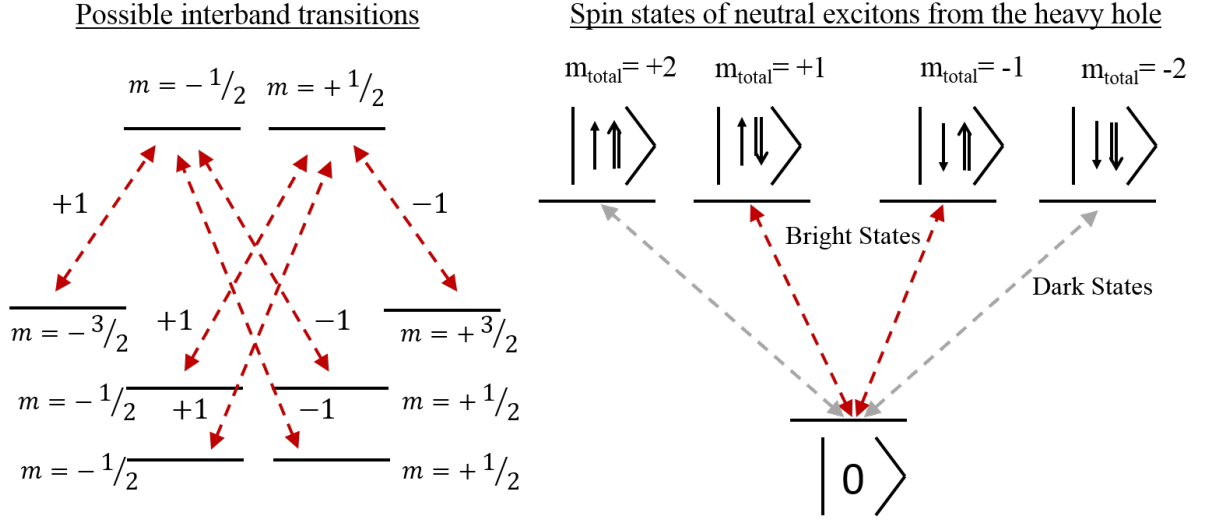 Possible interband transitions
Spin states of neutral excitons from the heavy hole
m = − 1/2 m = + 1/2
m_total= +2 m_total= +1 m_total= -1 m_total= -2
|↑⇑⟩ |↑⇓⟩ |↓⇑⟩ |↓⇓⟩
+1 −1
Bright States
Dark States
m = − 3/2 +1 −1 m = + 3/2
m = − 1/2 +1 −1 m = + 1/2
m = − 1/2 m = + 1/2
|0⟩